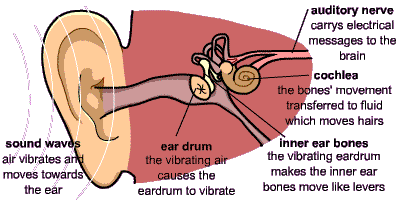 auditory nerve
carrys electrical
messages to the
brain
cochlea
the bones' movement
transferred to fluid
which moves hairs
sound waves
air vibrates and
moves towards
the ear
ear drum
the vibrating air
causes the
eardrum to vibrate
inner ear bones
the vibrating eardrum
makes the inner ear
bones move like levers